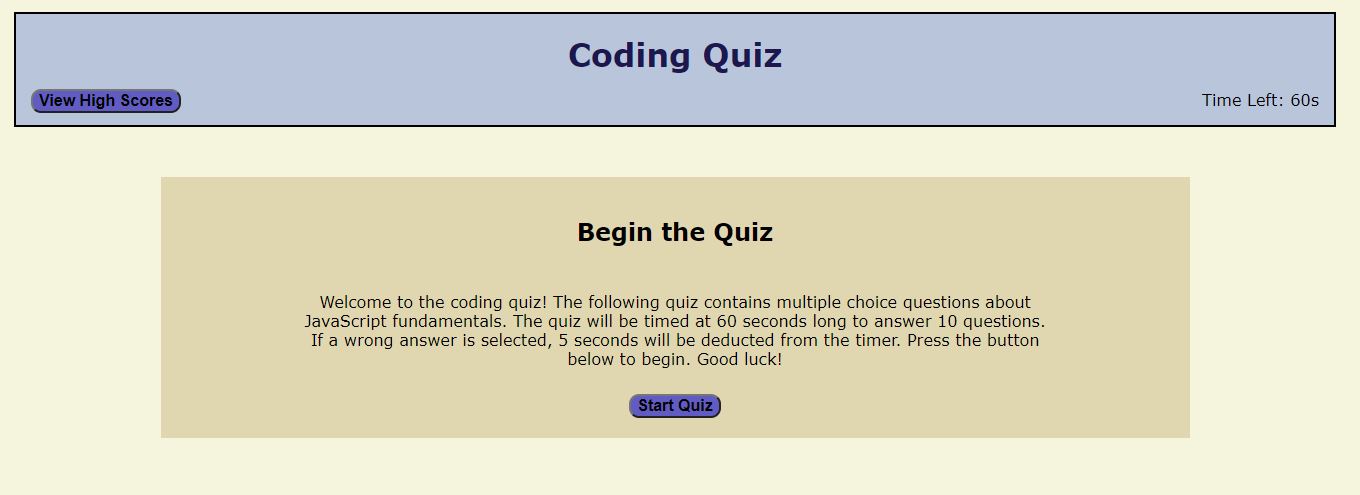 Coding Quiz
View High Scores
Time Left: 60s
Begin the Quiz
Welcome to the coding quiz! The following quiz contains multiple choice questions about
JavaScript fundamentals. The quiz will be timed at 60 seconds long to answer 10 questions.
If a wrong answer is selected, 5 seconds will be deducted from the timer. Press the button
below to begin. Good luck!
Start Quiz